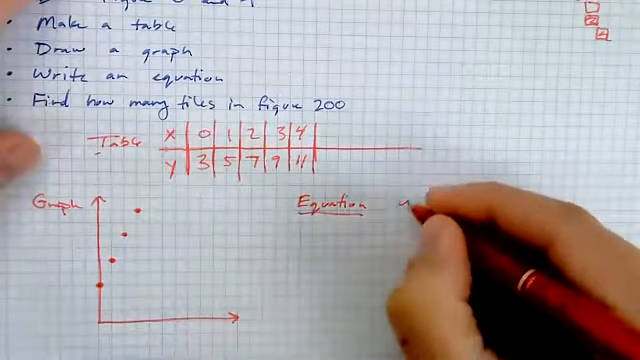 • Make a table
• Draw a graph
• Write an equation
• Find how many tiles in figure 200
Table X 0 1 2 3 4
Y 3 5 7 9 11
Graph
Equation